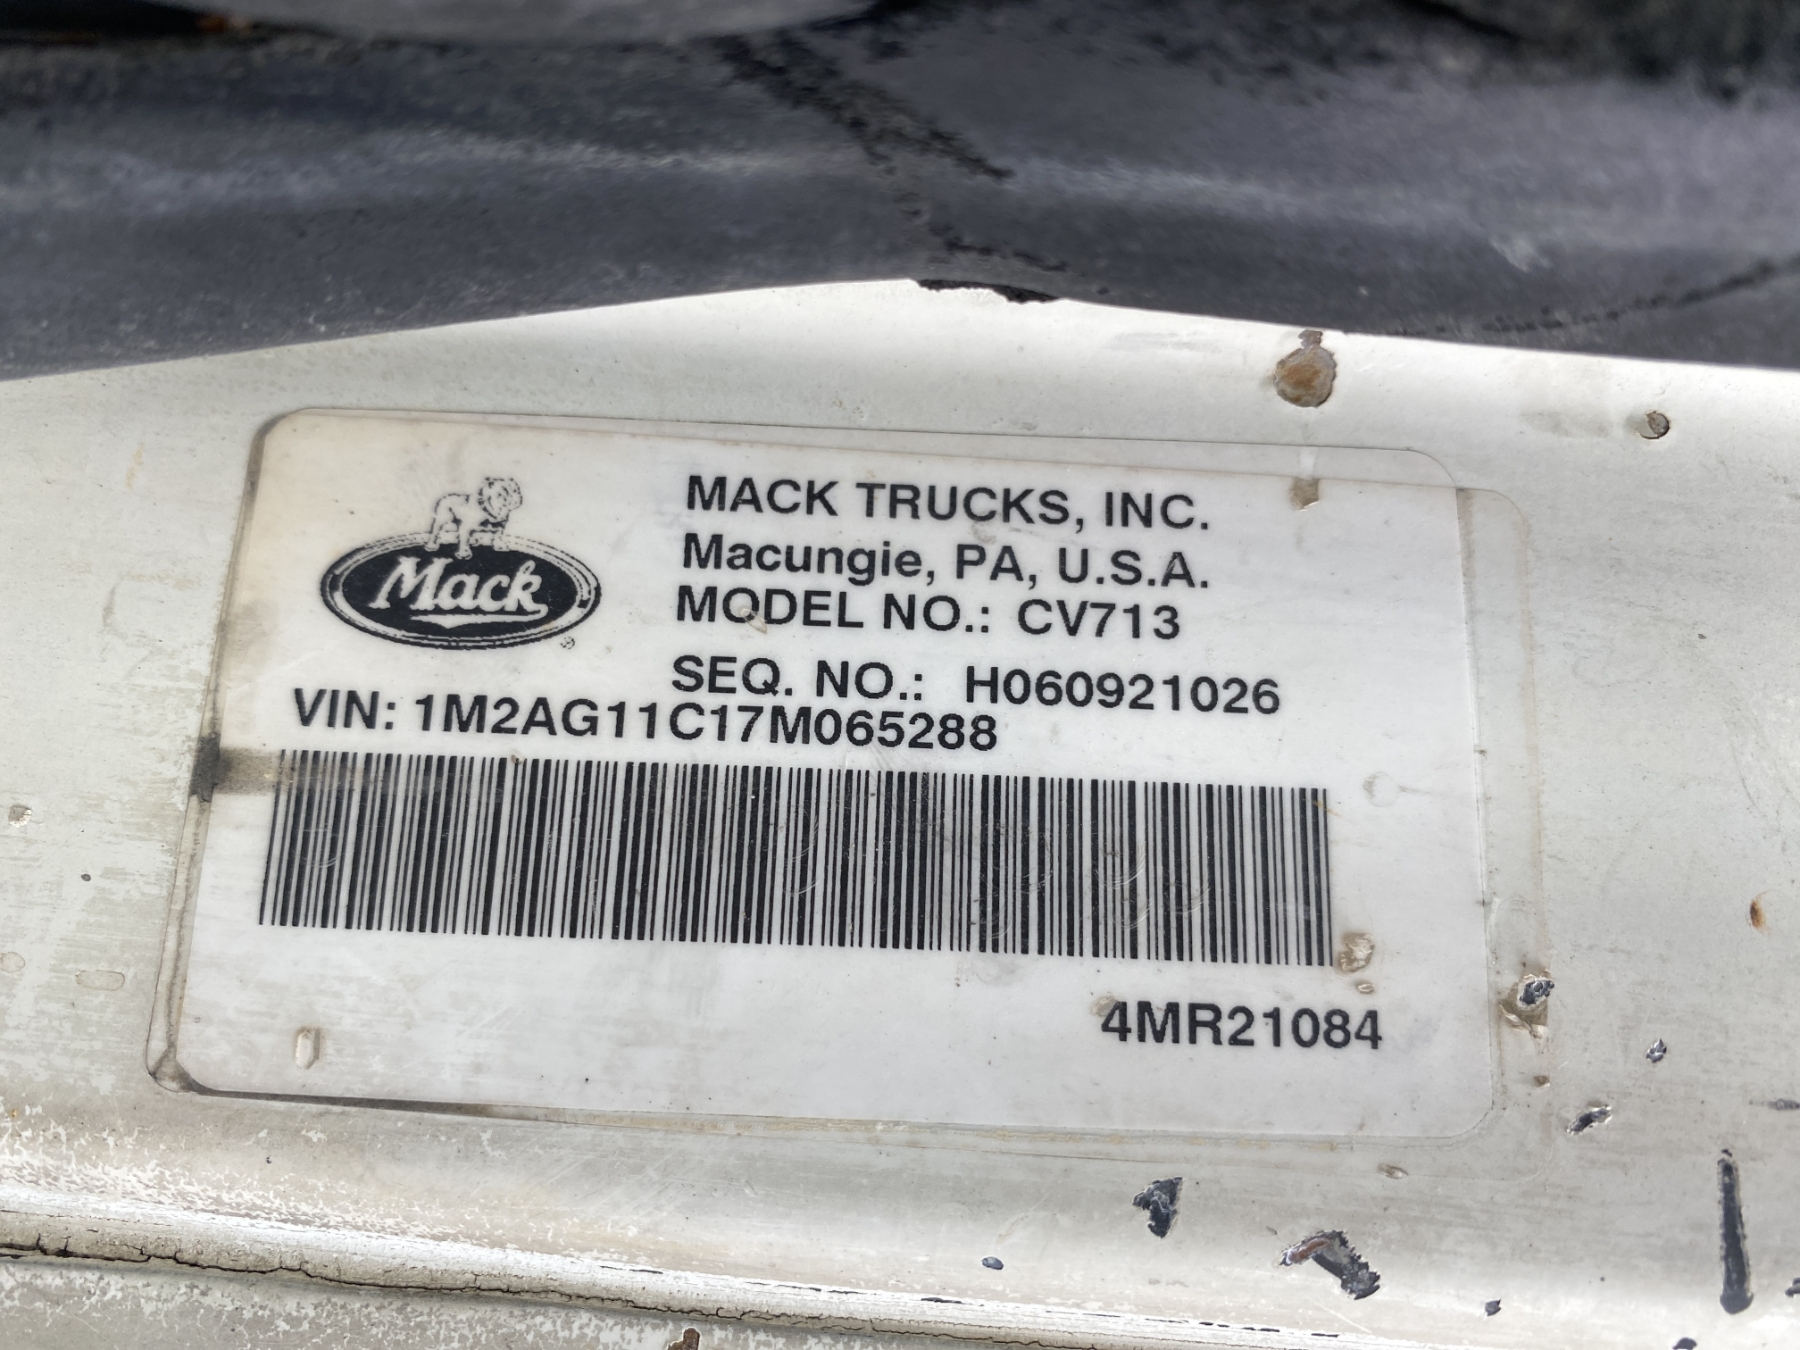 Mack
MACK TRUCKS, INC.
Macungie, PA, U.S.A.
MODEL NO.: CV713
SEQ. NO.: H060921026
VIN: 1M2AG11C17M065288
4MR21084